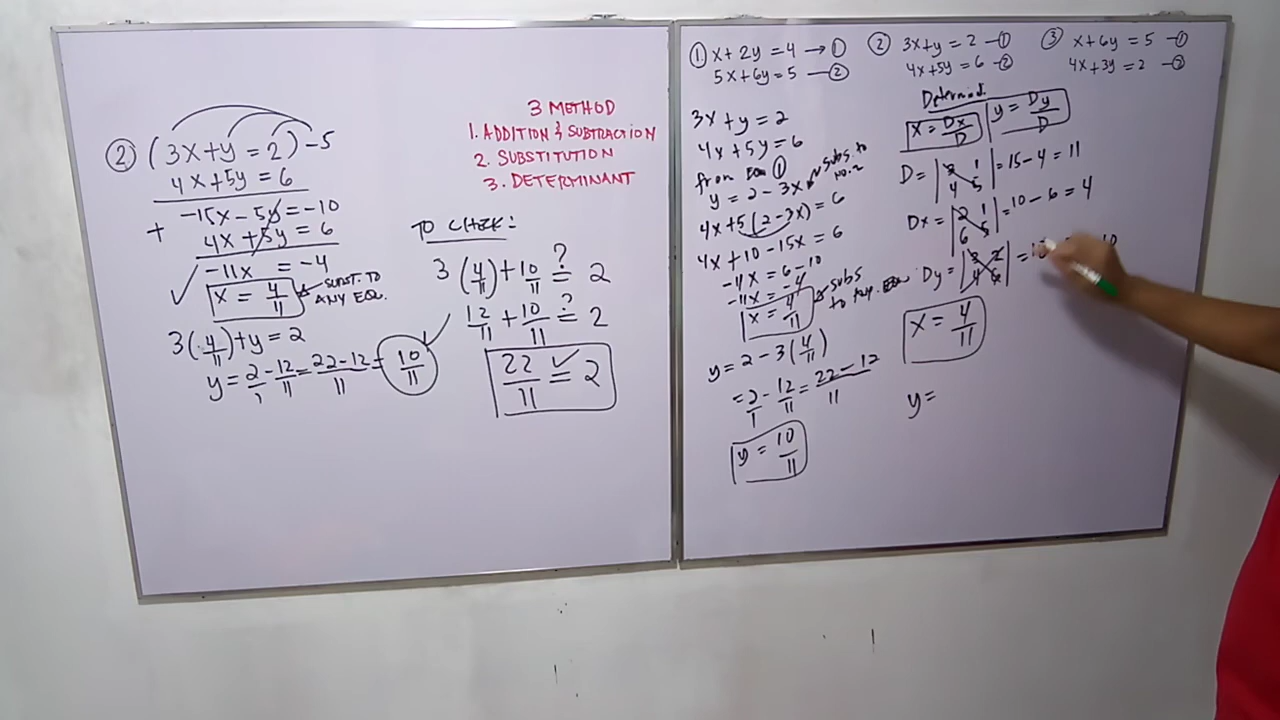 ② (3x+y = 2) -5
4x+5y = 6
+ -15x - 5y = -10
4x + 5y = 6
✓ -11x = -4
x = 4/11 SUBST. TO ANY EQU.
3(4/11)+y = 2
y = 2/1 - 12/11 = 22-12/11 = 10/11
3 METHOD
1. ADDITION & SUBTRACTION
2. SUBSTITUTION
3. DETERMINANT
TO CHECK:
3(4/11) + 10/11 ?= 2
12/11 + 10/11 ?= 2
22/11 = 2 ✓
① x + 2y = 4 → ①
5x + 6y = 5 — ②
② 3x+y = 2 — ①
4x+5y = 6 — ②
③ x+6y = 5 — ①
4x+3y = 2 — ②
3x + y = 2
4x + 5y = 6
from Equ ①
y = 2 - 3x subs. to no. 2
4x+5(2-3x) = 6
4x + 10 - 15x = 6
-11x = 6-10
-11x = -4
x = 4/11 subs to Any. Equ
y = 2 - 3(4/11)
= 2/1 - 12/11 = 22-12/11
y = 10/11
x = Dx/D
y = Dy/D
D = |3 1
4 5| = 15 - 4 = 11
Dx = |2 1
6 5| = 10 - 6 = 4
Dy = |3 2
4 6| =
x = 4/11
y =